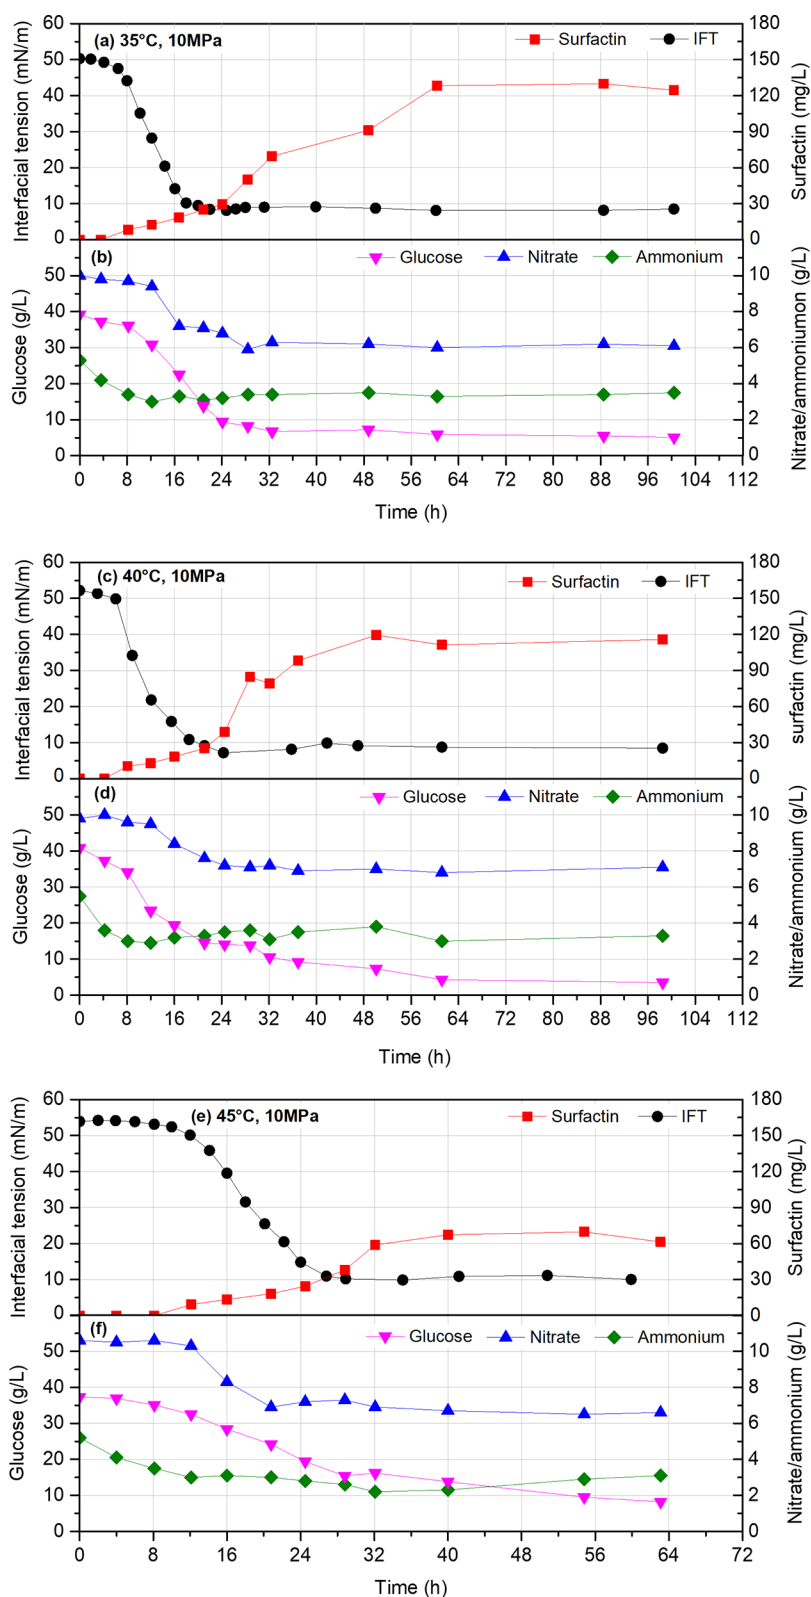 (a) 35°C, 10MPa
Surfactin
IFT
Interfacial tension (mN/m)
60
50
40
30
20
10
0
180
150
120
90
60
30
0
Surfactin (mg/L)
(b)
Glucose
Nitrate
Ammonium
Glucose (g/L)
50
40
30
20
10
0
10
8
6
4
2
0
Nitrate/ammoniumon (g/L)
0 8 16 24 32 40 48 56 64 72 80 88 96 104 112
Time (h)
(c) 40°C, 10MPa
Surfactin
IFT
Interfacial tension (mN/m)
60
50
40
30
20
10
0
180
150
120
90
60
30
0
surfactin (mg/L)
(d)
Glucose
Nitrate
Ammonium
Glucose (g/L)
50
40
30
20
10
0
10
8
6
4
2
0
Nitrate/ammonium (g/L)
0 8 16 24 32 40 48 56 64 72 80 88 96 104 112
Time (h)
(e) 45°C, 10MPa
Surfactin
IFT
Interfacial tension (mN/m)
60
50
40
30
20
10
0
180
150
120
90
60
30
0
Surfactin (mg/L)
(f)
Glucose
Nitrate
Ammonium
Glucose (g/L)
50
40
30
20
10
0
10
8
6
4
2
0
Nitrate/ammonium (g/L)
0 8 16 24 32 40 48 56 64 72
Time (h)